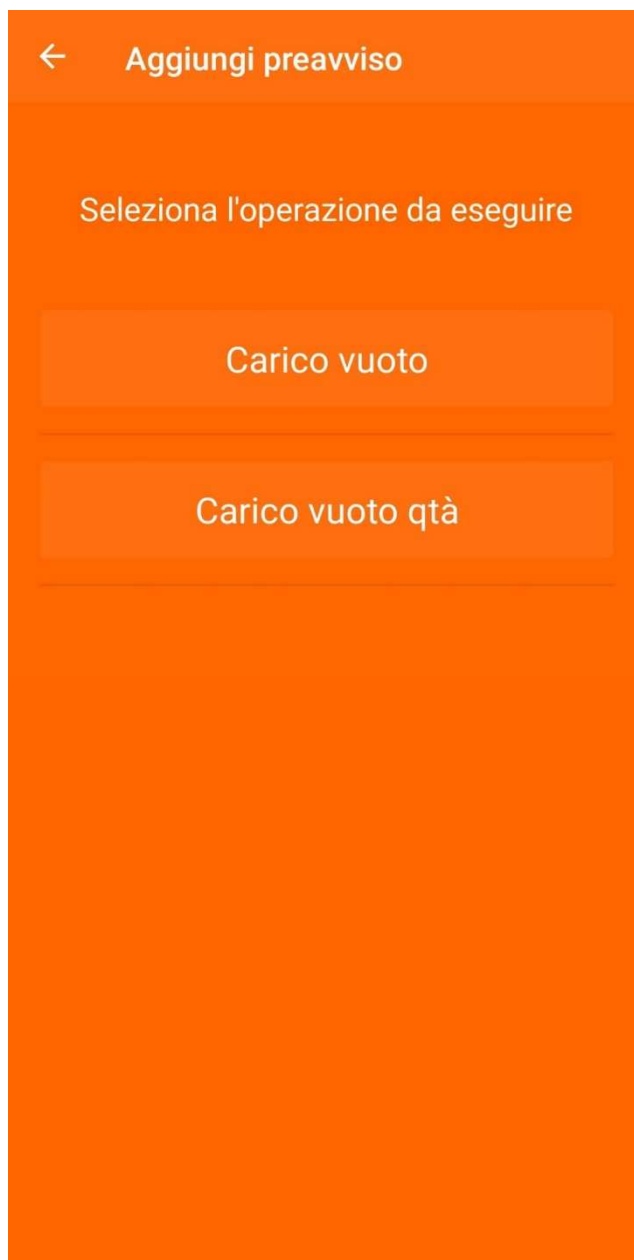 Aggiungi preavviso
Seleziona l'operazione da eseguire
Carico vuoto
Carico vuoto qtà